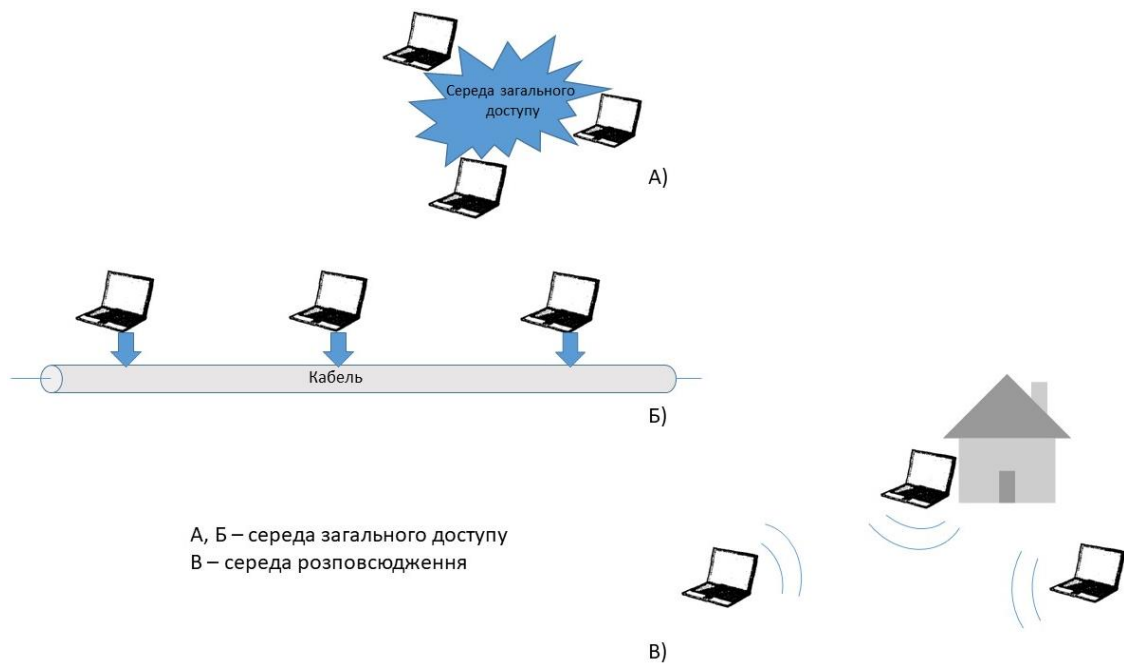 Середа загального
доступу
А)
Кабель
Б)
А, Б – середа загального доступу
В – середа розповсюдження
В)